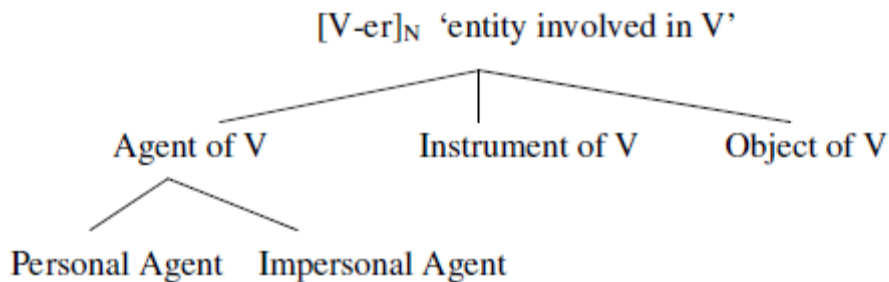 [V-er]N ‘entity involved in V’
Agent of V Instrument of V Object of V
Personal Agent Impersonal Agent